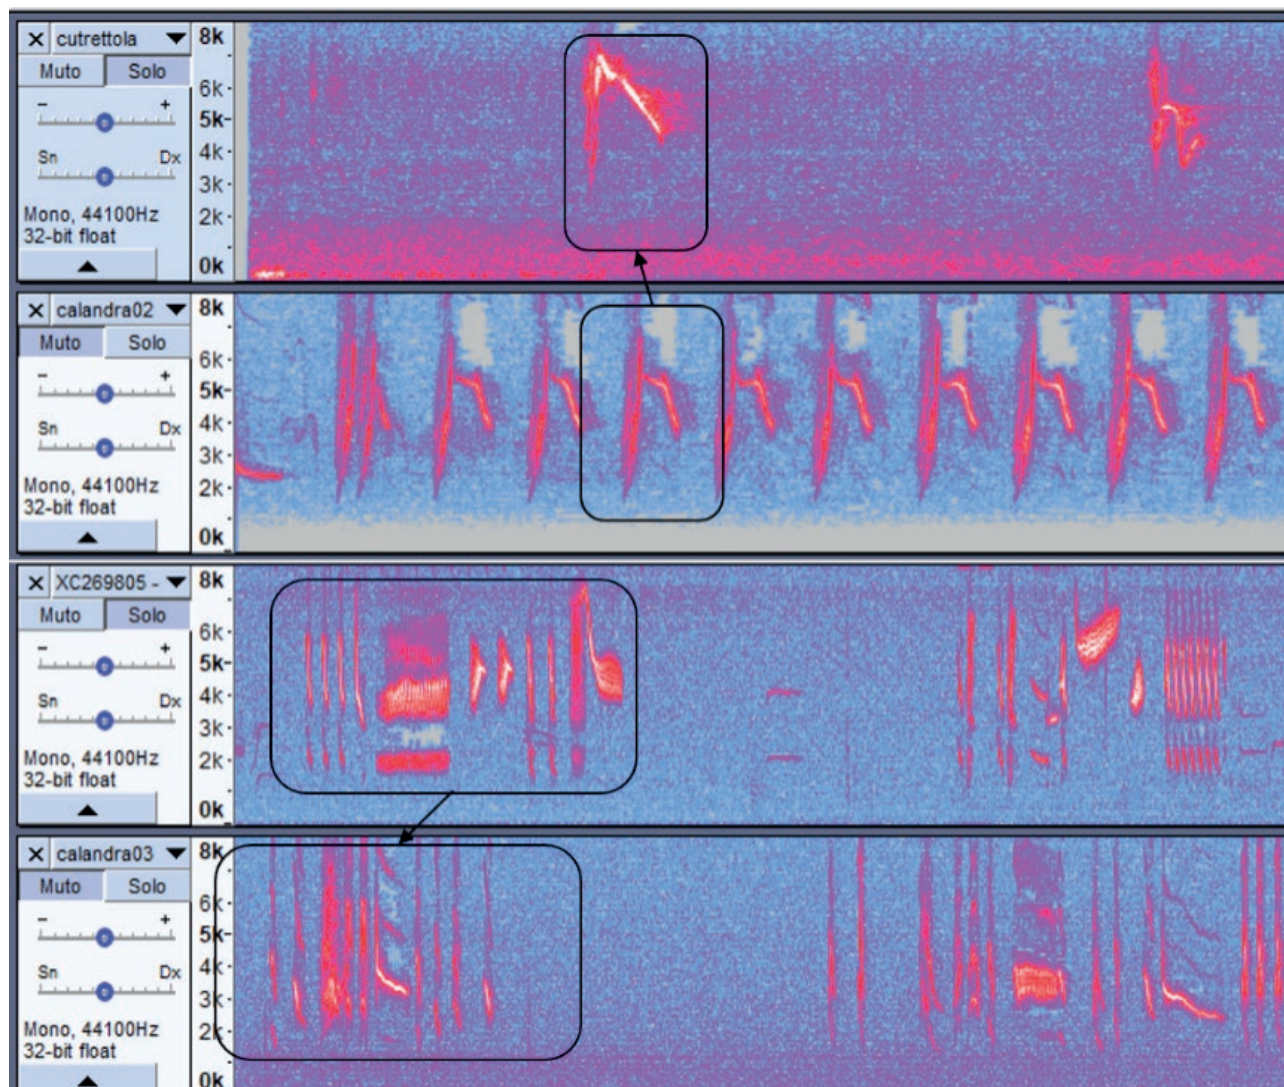 × cutrettola ▼
Muto Solo
- +
Sn Dx
Mono, 44100Hz
32-bit float
▲
8k
6k
5k
4k
3k
2k
0k
× calandra02 ▼
Muto Solo
- +
Sn Dx
Mono, 44100Hz
32-bit float
▲
8k
6k
5k
4k
3k
2k
0k
× XC269805 - ▼
Muto Solo
- +
Sn Dx
Mono, 44100Hz
32-bit float
▲
8k
6k
5k
4k
3k
2k
0k
× calandra03 ▼
Muto Solo
- +
Sn Dx
Mono, 44100Hz
32-bit float
▲
8k
6k
5k
4k
3k
2k
0k